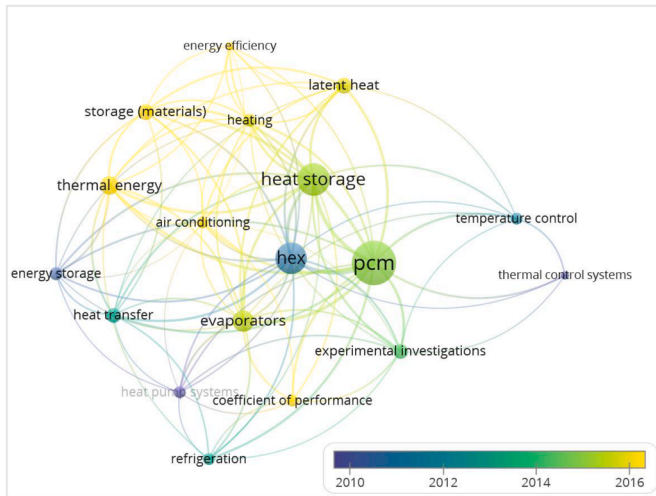 energy efficiency
latent heat
storage (materials)
heating
heat storage
thermal energy
air conditioning
temperature control
hex
pcm
energy storage
thermal control systems
heat transfer
evaporators
experimental investigations
heat pump systems
coefficient of performance
refrigeration
2010 2012 2014 2016